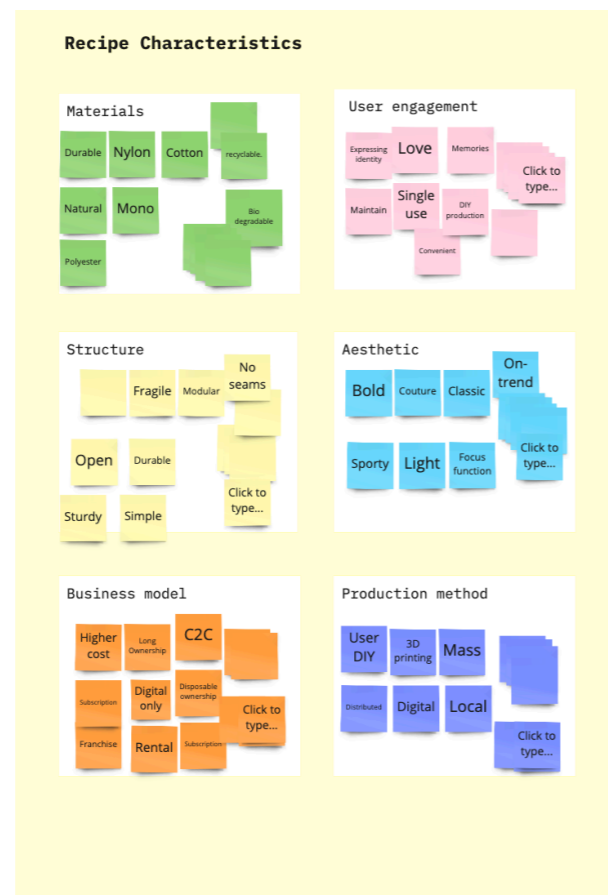 Recipe Characteristics
Materials
Durable
Nylon
Cotton
recyclable.
Natural
Mono
Bio
degradable
Polyester
User engagement
Expressing
identity
Love
Memories
Click to
type...
Maintain
Single
use
DIY
production
Convenient
Structure
No
seams
Fragile
Modular
Open
Durable
Click to
type...
Sturdy
Simple
Aesthetic
On-
trend
Bold
Couture
Classic
Sporty
Light
Focus
function
Click to
type...
Business model
Higher
cost
Long
Ownership
C2C
Subscription
Digital
only
Disposable
ownership
Click to
type...
Franchise
Rental
Subscription
Production method
User
DIY
3D
printing
Mass
Distributed
Digital
Local
Click to
type...